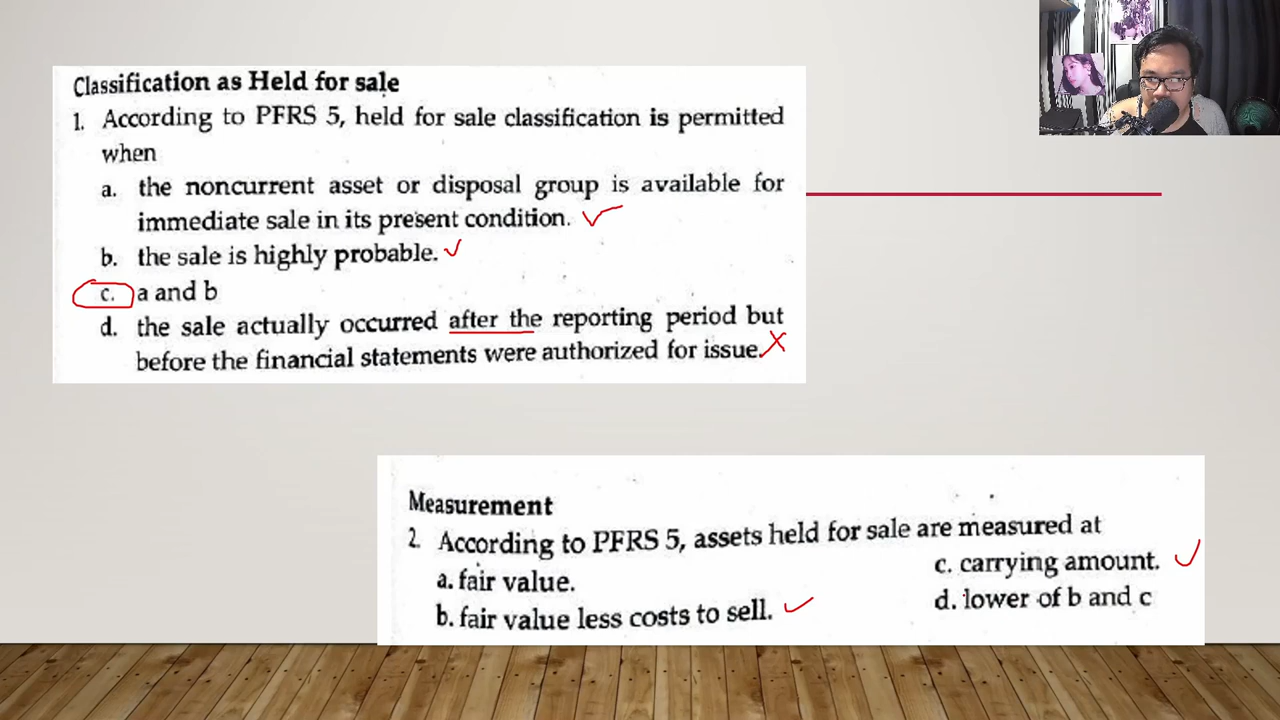 Classification as Held for sale
1. According to PFRS 5, held for sale classification is permitted
when
a. the noncurrent asset or disposal group is available for
immediate sale in its present condition.
b. the sale is highly probable.
c. a and b
d. the sale actually occurred after the reporting period but
before the financial statements were authorized for issue.
Measurement
2. According to PFRS 5, assets held for sale are measured at
a. fair value.
b. fair value less costs to sell.
c. carrying amount.
d. lower of b and c